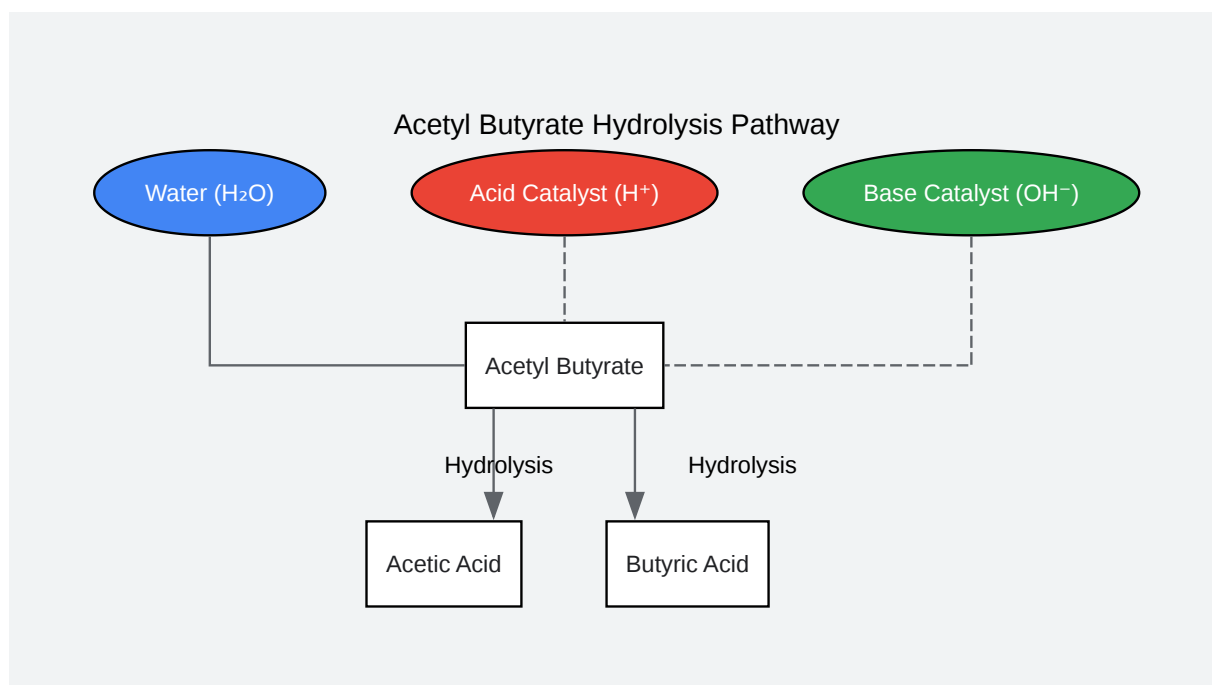 Acetyl Butyrate Hydrolysis Pathway
Water (H₂O)
Acid Catalyst (H⁺)
Base Catalyst (OH⁻)
Acetyl Butyrate
Hydrolysis
Hydrolysis
Acetic Acid
Butyric Acid